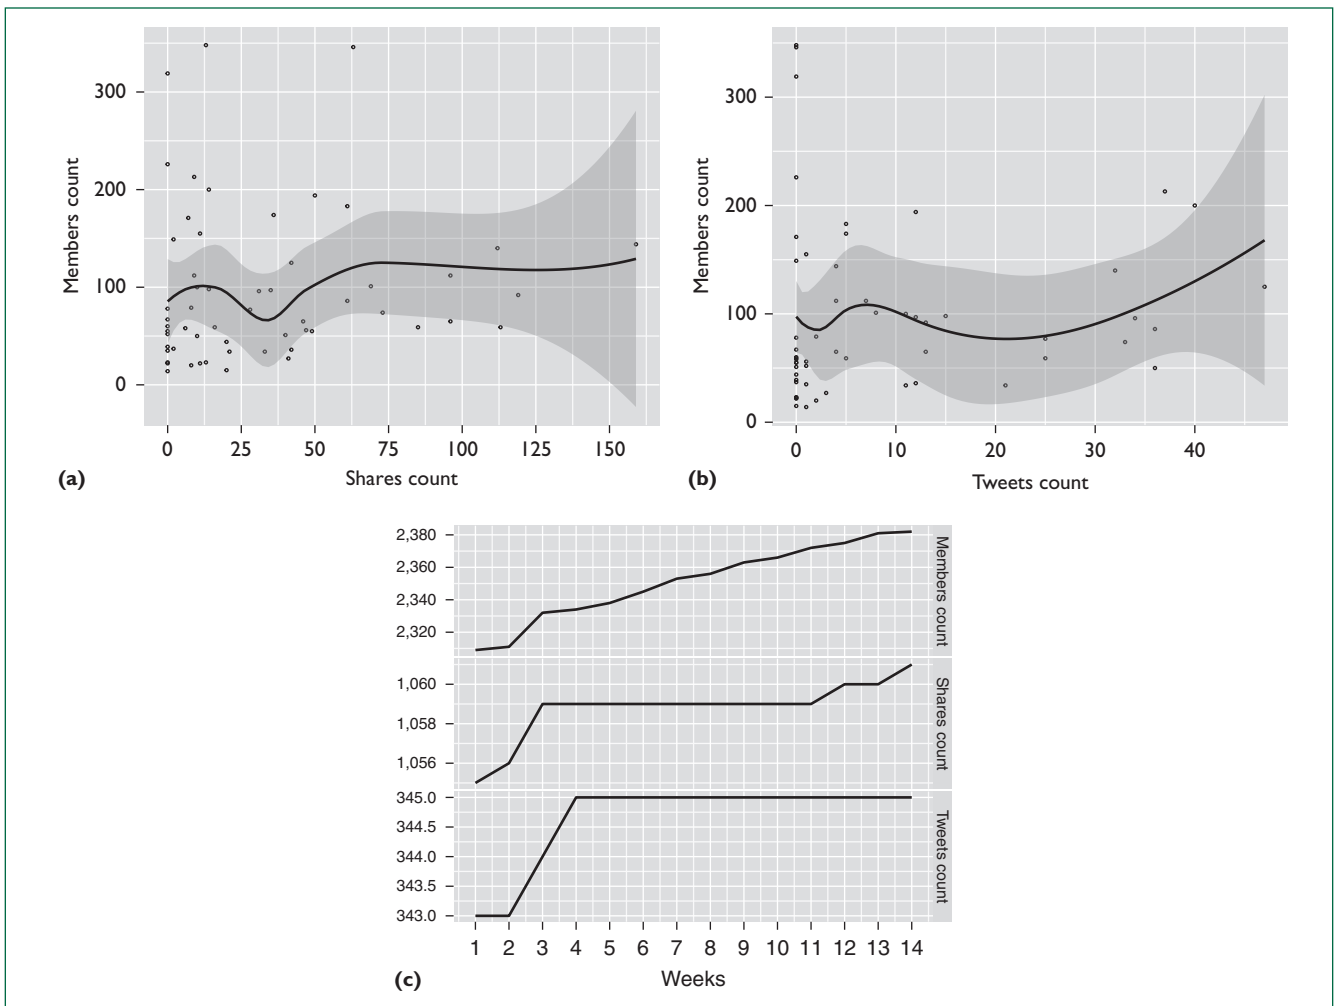 Members count
300
200
100
0
0 25 50 75 100 125 150
Shares count
(a)
Members count
300
200
100
0
0 10 20 30 40
Tweets count
(b)
2,380
2,360
2,340
2,320
Members count
1,060
1,058
1,056
Shares count
345.0
344.5
344.0
343.5
343.0
Tweets count
1 2 3 4 5 6 7 8 9 10 11 12 13 14
Weeks
(c)